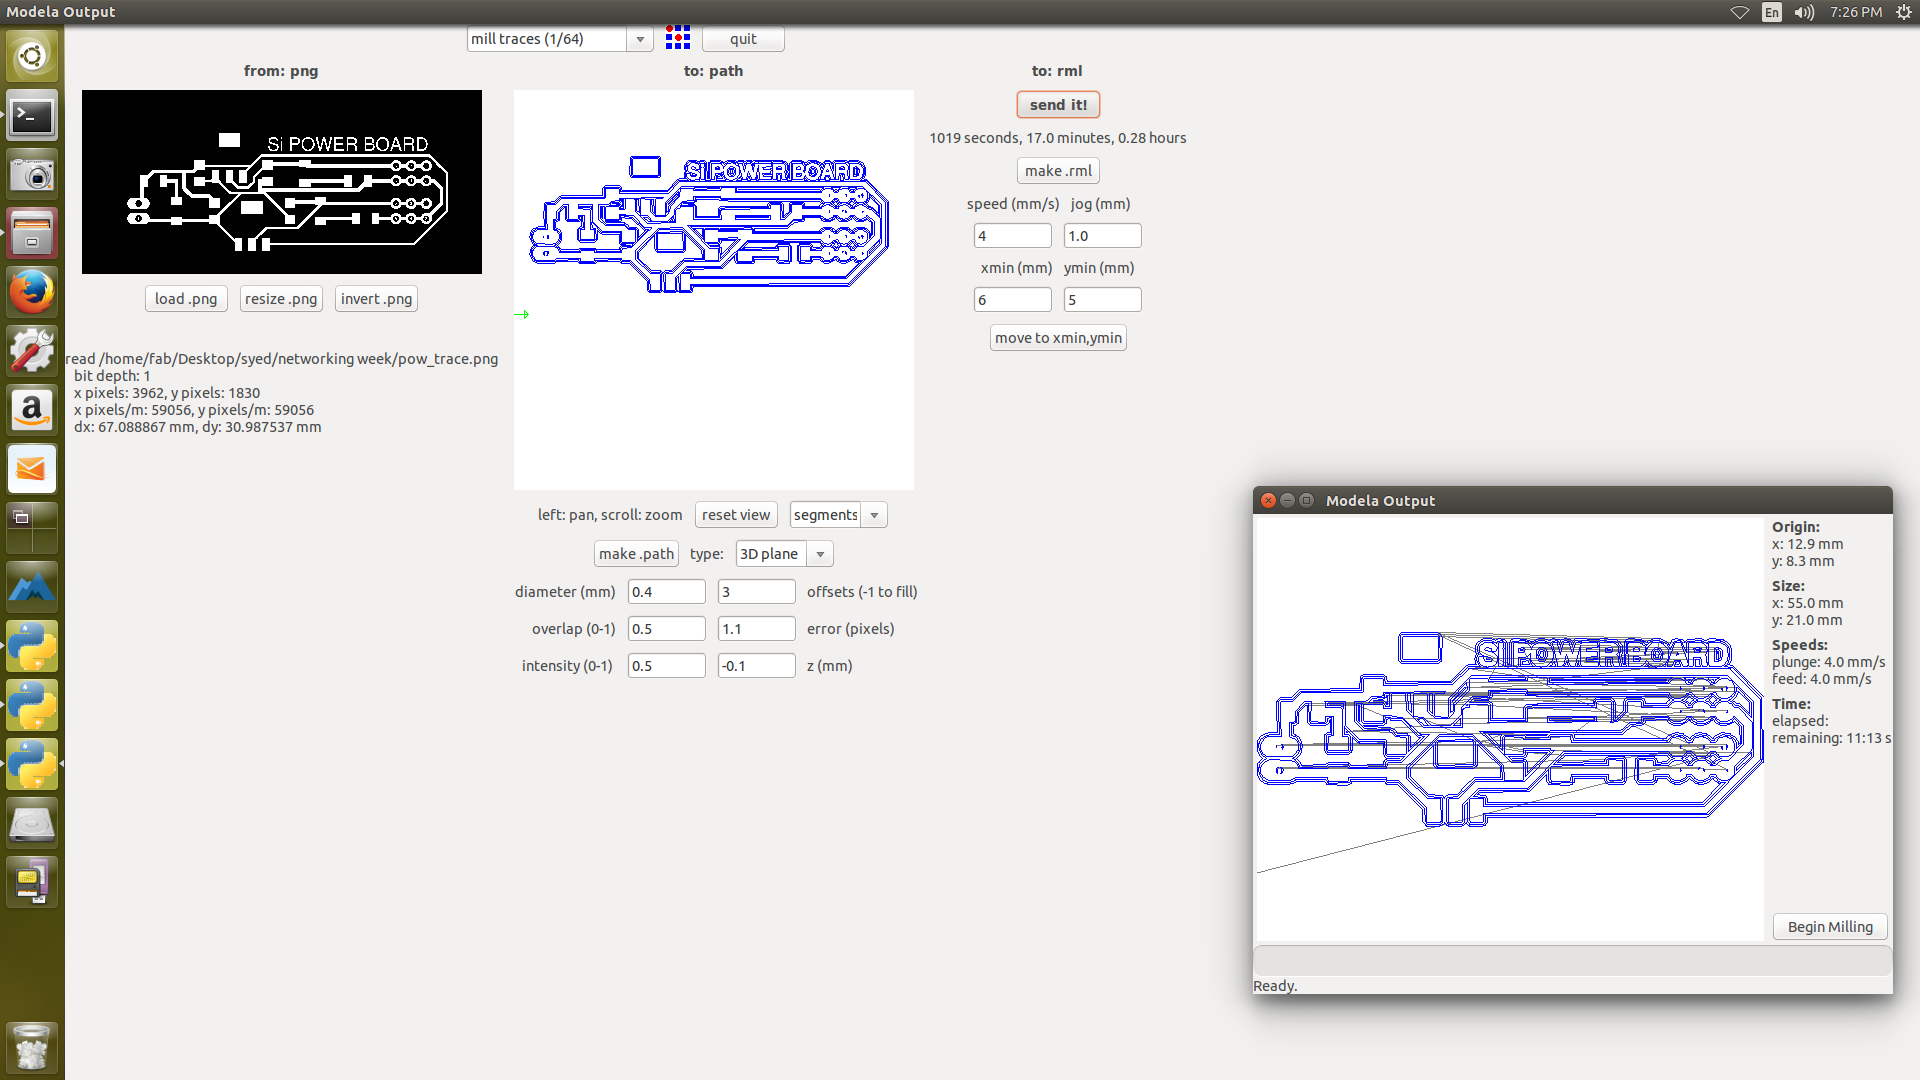 Modela Output
En
7:26 PM
mill traces (1/64)
quit
from: png
to: path
to: rml
Si POWER BOARD
load .png
resize .png
invert .png
read /home/fab/Desktop/syed/networking week/pow_trace.png
bit depth: 1
x pixels: 3962, y pixels: 1830
x pixels/m: 59056, y pixels/m: 59056
dx: 67.088867 mm, dy: 30.987537 mm
Si POWER BOARD
left: pan, scroll: zoom
reset view
segments
make .path
type:
3D plane
diameter (mm)
0.4
3
offsets (-1 to fill)
overlap (0-1)
0.5
1.1
error (pixels)
intensity (0-1)
0.5
-0.1
z (mm)
send it!
1019 seconds, 17.0 minutes, 0.28 hours
make .rml
speed (mm/s)
jog (mm)
4
1.0
xmin (mm)
ymin (mm)
6
5
move to xmin,ymin
Modela Output
Si POWER BOARD
Origin:
x: 12.9 mm
y: 8.3 mm
Size:
x: 55.0 mm
y: 21.0 mm
Speeds:
plunge: 4.0 mm/s
feed: 4.0 mm/s
Time:
elapsed:
remaining: 11:13 s
Begin Milling
Ready.
a